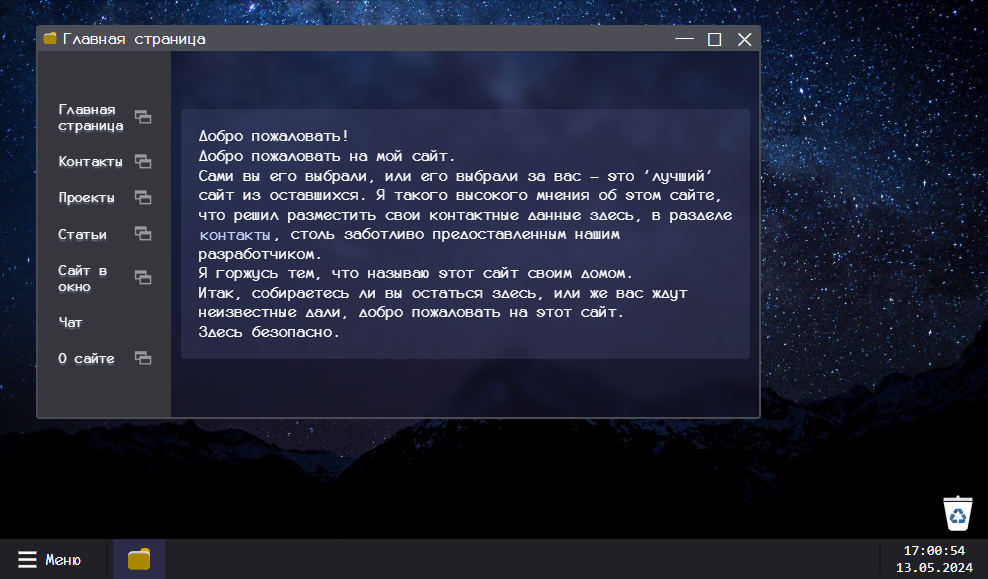 Главная страница
Главная
страница
Контакты
Проекты
Статьи
Сайт в
окно
Чат
О сайте
Добро пожаловать!
Добро пожаловать на мой сайт.
Сами вы его выбрали, или его выбрали за вас – это ‘лучший’
сайт из оставшихся. Я такого высокого мнения об этом сайте,
что решил разместить свои контактные данные здесь, в разделе
контакты, столь заботливо предоставленным нашим
разработчиком.
Я горжусь тем, что называю этот сайт своим домом.
Итак, собираетесь ли вы остаться здесь, или же вас ждут
неизвестные дали, добро пожаловать на этот сайт.
Здесь безопасно.
Меню
17:00:54
13.05.2024